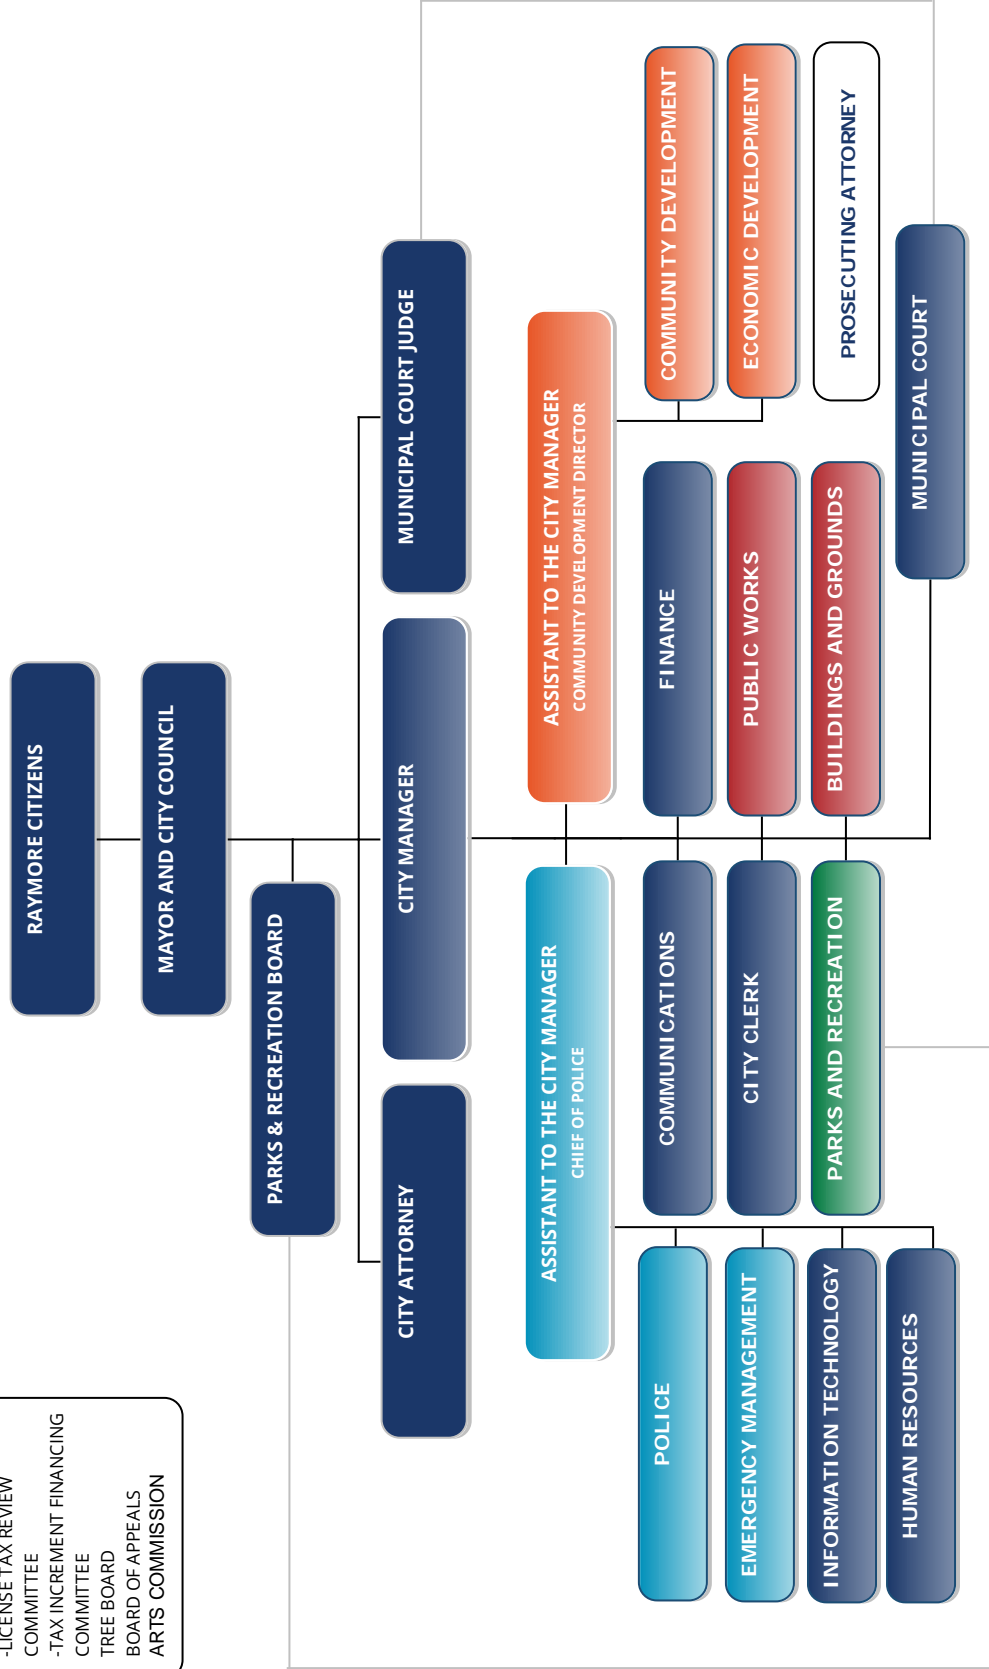 -LICENSE TAX REVIEW
COMMITTEE
-TAX INCREMENT FINANCING
COMMITTEE
TREE BOARD
BOARD OF APPEALS
ARTS COMMISSION
RAYMORE CITIZENS
MAYOR AND CITY COUNCIL
PARKS & RECREATION BOARD
CITY ATTORNEY
CITY MANAGER
MUNICIPAL COURT JUDGE
ASSISTANT TO THE CITY MANAGER
CHIEF OF POLICE
ASSISTANT TO THE CITY MANAGER
COMMUNITY DEVELOPMENT DIRECTOR
POLICE
COMMUNICATIONS
FINANCE
COMMUNITY DEVELOPMENT
EMERGENCY MANAGEMENT
CITY CLERK
PUBLIC WORKS
ECONOMIC DEVELOPMENT
INFORMATION TECHNOLOGY
PARKS AND RECREATION
BUILDINGS AND GROUNDS
PROSECUTING ATTORNEY
HUMAN RESOURCES
MUNICIPAL COURT